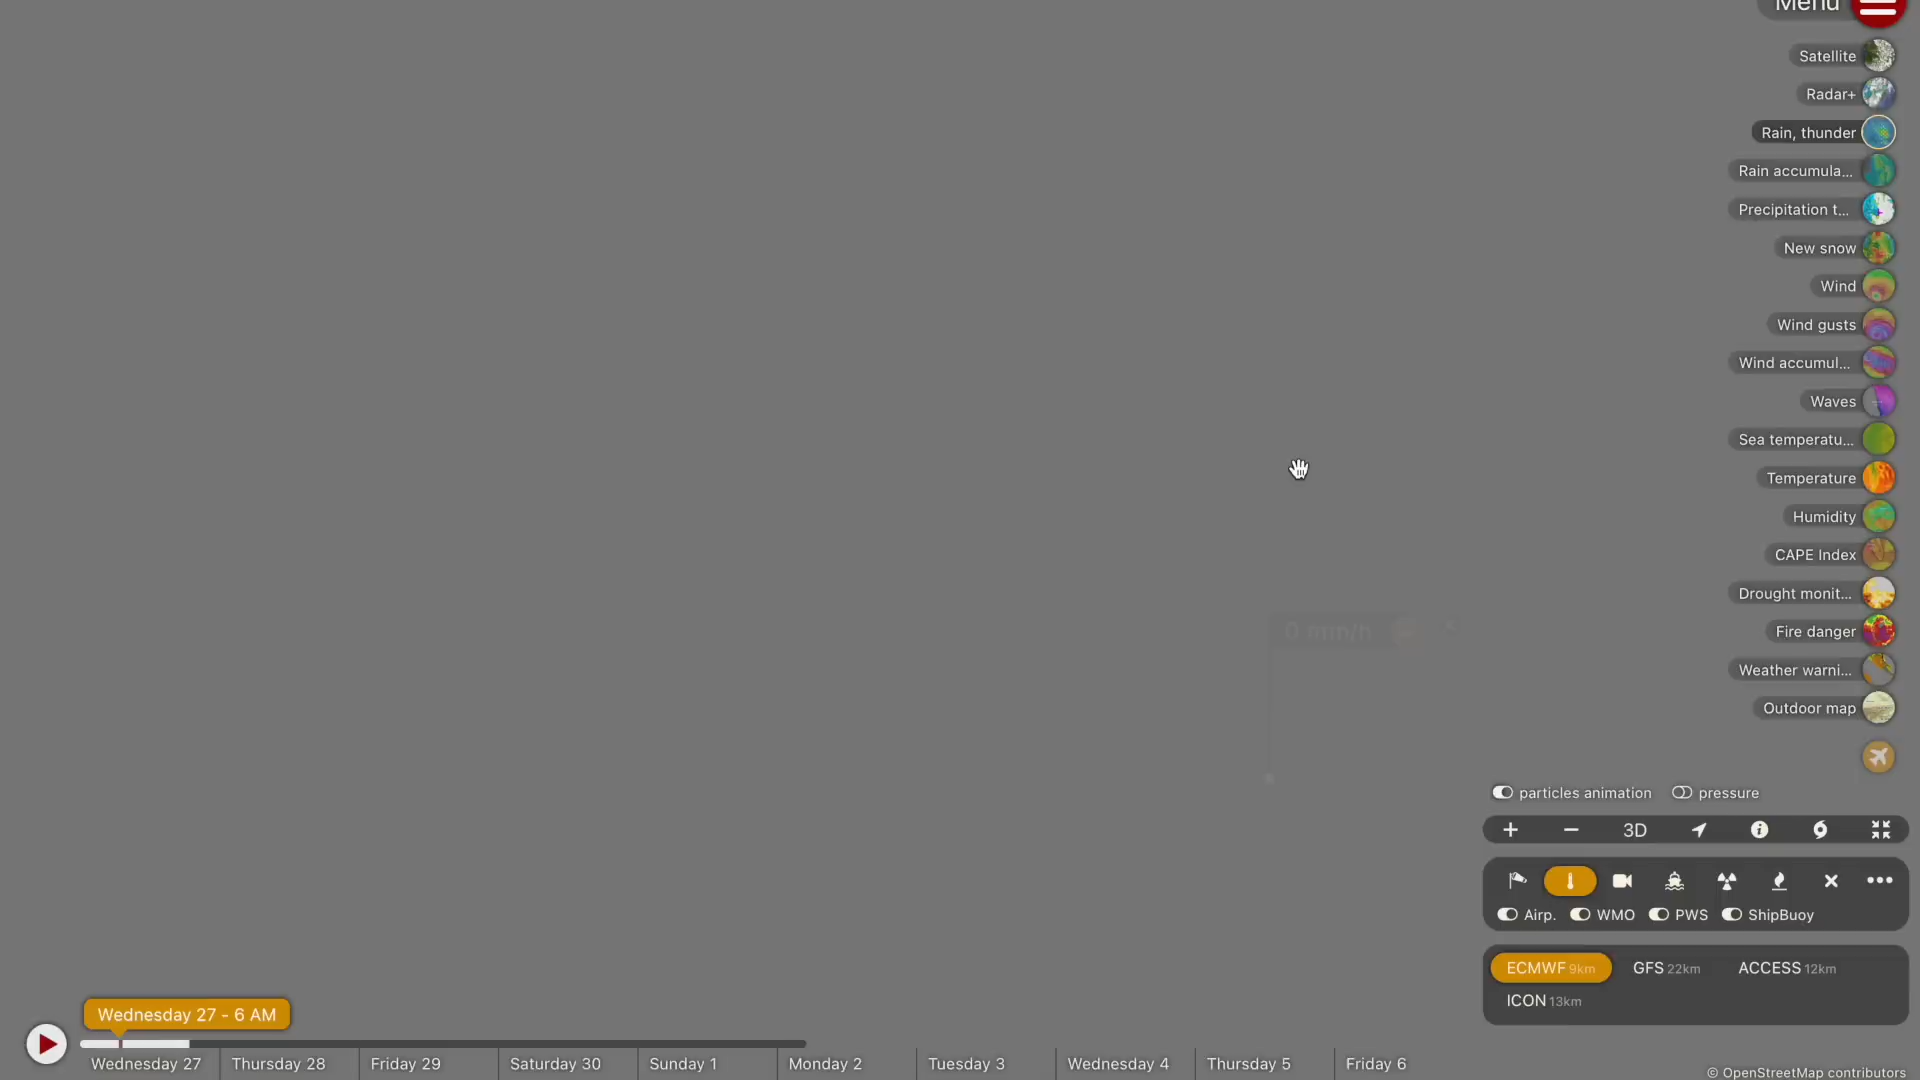 Menu
Satellite
Radar+
Rain, thunder
Rain accumula...
Precipitation t...
New snow
Wind
Wind gusts
Wind accumul...
Waves
Sea temperatu...
Temperature
Humidity
CAPE Index
Drought monit...
Fire danger
Weather warni...
Outdoor map
0 mm/h
particles animation pressure
+ − 3D
Airp. WMO PWS ShipBuoy
ECMWF 9km GFS 22km ACCESS 12km
ICON 13km
Wednesday 27 - 6 AM
Wednesday 27 Thursday 28 Friday 29 Saturday 30 Sunday 1 Monday 2 Tuesday 3 Wednesday 4 Thursday 5 Friday 6
© OpenStreetMap contributors